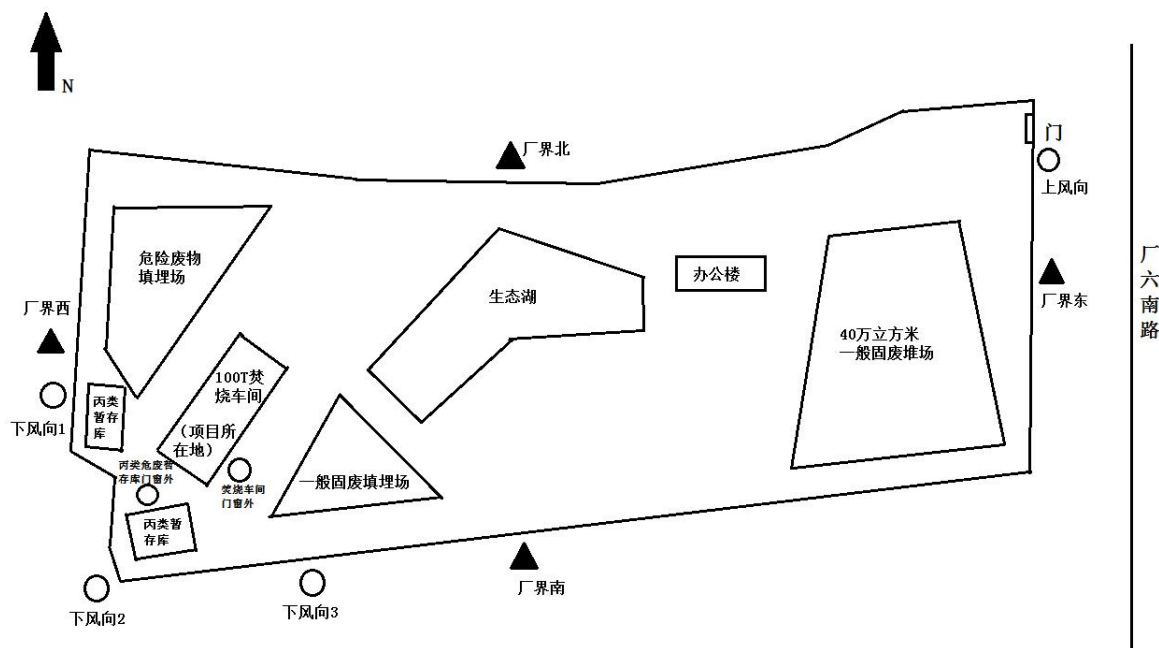 N
厂界北
门
上风向
危险废物
填埋场
生态湖
办公楼
厂界东
厂六南路
厂界西
40万立方米
一般固废堆场
100T焚
烧车间
(项目所
在地)
丙类
暂存
库
下风向1
丙类危废暂
存库门窗外
焚烧车间
门窗外
一般固废填埋场
丙类暂
存库
厂界南
下风向2
下风向3